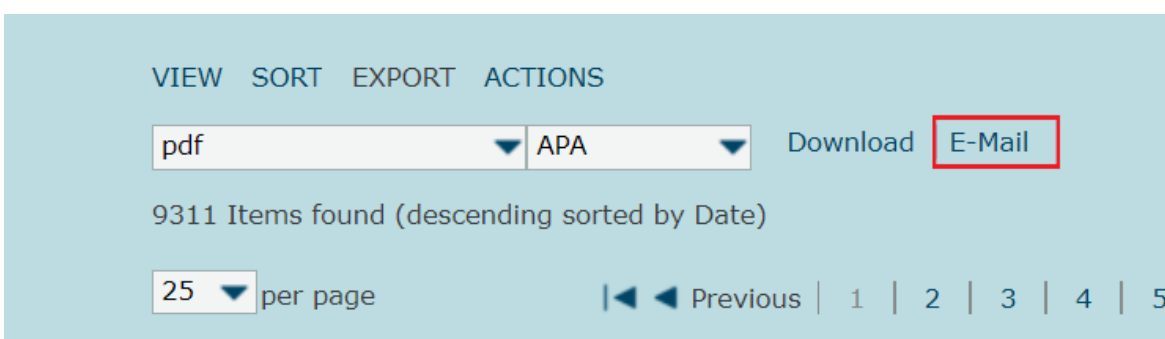 VIEW SORT EXPORT ACTIONS
pdf APA Download E-Mail
9311 Items found (descending sorted by Date)
25 per page Previous | 1 | 2 | 3 | 4 | 5